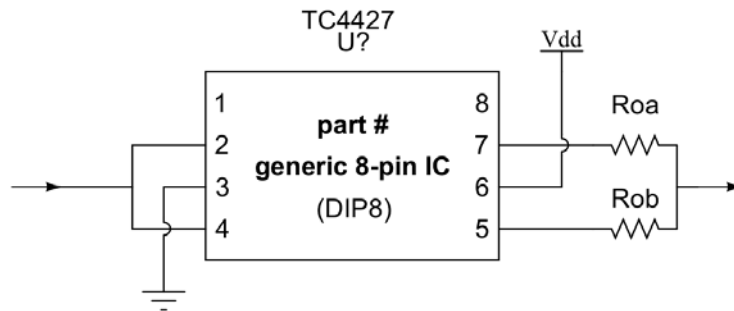 TC4427
U?
Vdd
1
8
Roa
part #
2
7
generic 8-pin IC
3
6
(DIP8)
Rob
4
5